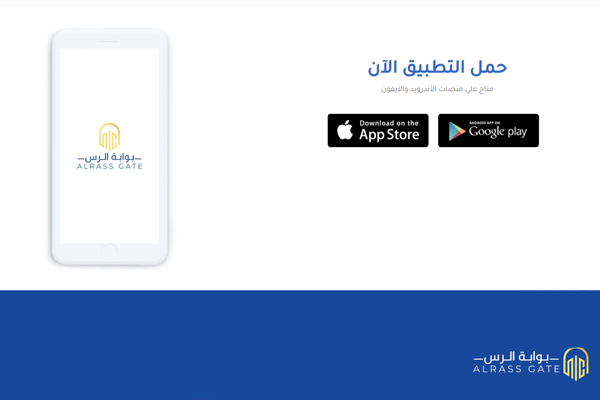 حمل التطبيق الآن
متاح علي منصات الأندرويد والآيفون
Download on the
App Store
ANDROID APP ON
Google play
بوابة الرس
ALRASS GATE
بوابة الرس
ALRASS GATE